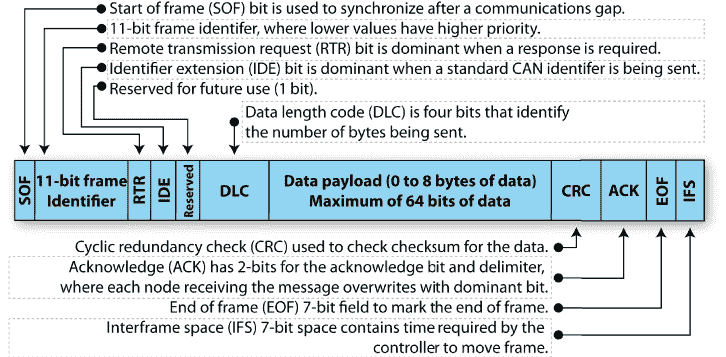 Start of frame (SOF) bit is used to synchronize after a communications gap.
11-bit frame identifer, where lower values have higher priority.
Remote transmission request (RTR) bit is dominant when a response is required.
Identifier extension (IDE) bit is dominant when a standard CAN identifer is being sent.
Reserved for future use (1 bit).
Data length code (DLC) is four bits that identify
the number of bytes being sent.
SOF
11-bit frame
Identifier
RTR
IDE
Reserved
DLC
Data payload (0 to 8 bytes of data)
Maximum of 64 bits of data
CRC
ACK
EOF
IFS
Cyclic redundancy check (CRC) used to check checksum for the data.
Acknowledge (ACK) has 2-bits for the acknowledge bit and delimiter,
where each node receiving the message overwrites with dominant bit.
End of frame (EOF) 7-bit field to mark the end of frame.
Interframe space (IFS) 7-bit space contains time required by the
controller to move frame.